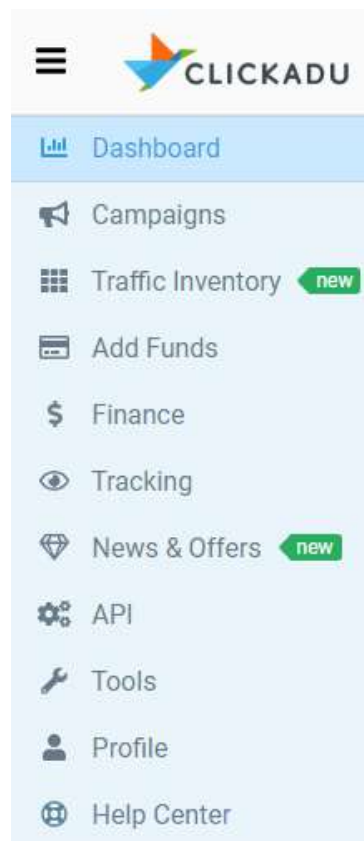 CLICKADU
Dashboard
Campaigns
Traffic Inventory new
Add Funds
Finance
Tracking
News & Offers new
API
Tools
Profile
Help Center